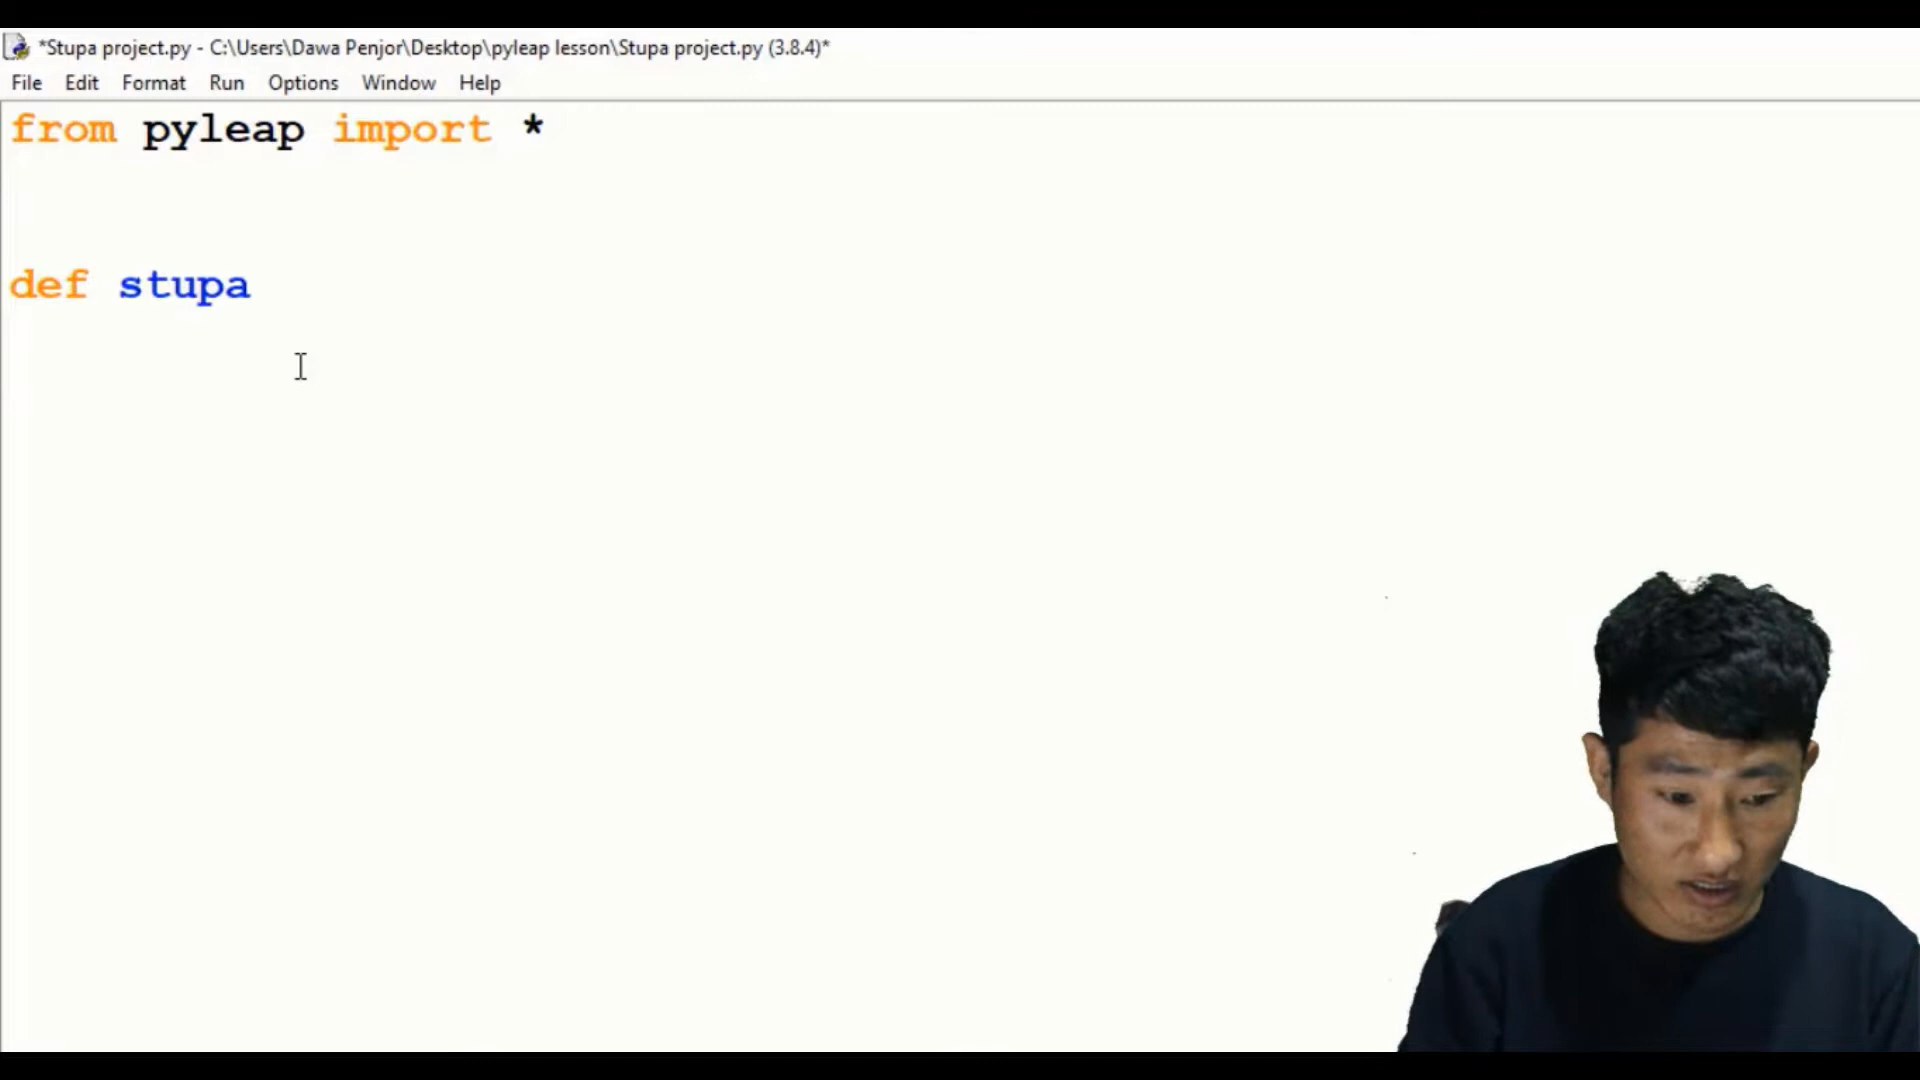 *Stupa project.py - C:\Users\Dawa Penjor\Desktop\pyleap lesson\Stupa project.py (3.8.4)*
File Edit Format Run Options Window Help
from pyleap import *
def stupa